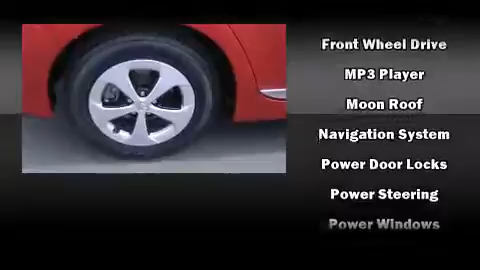 Front Wheel Drive
MP3 Player
Moon Roof
Navigation System
Power Door Locks
Power Steering
Power Windows